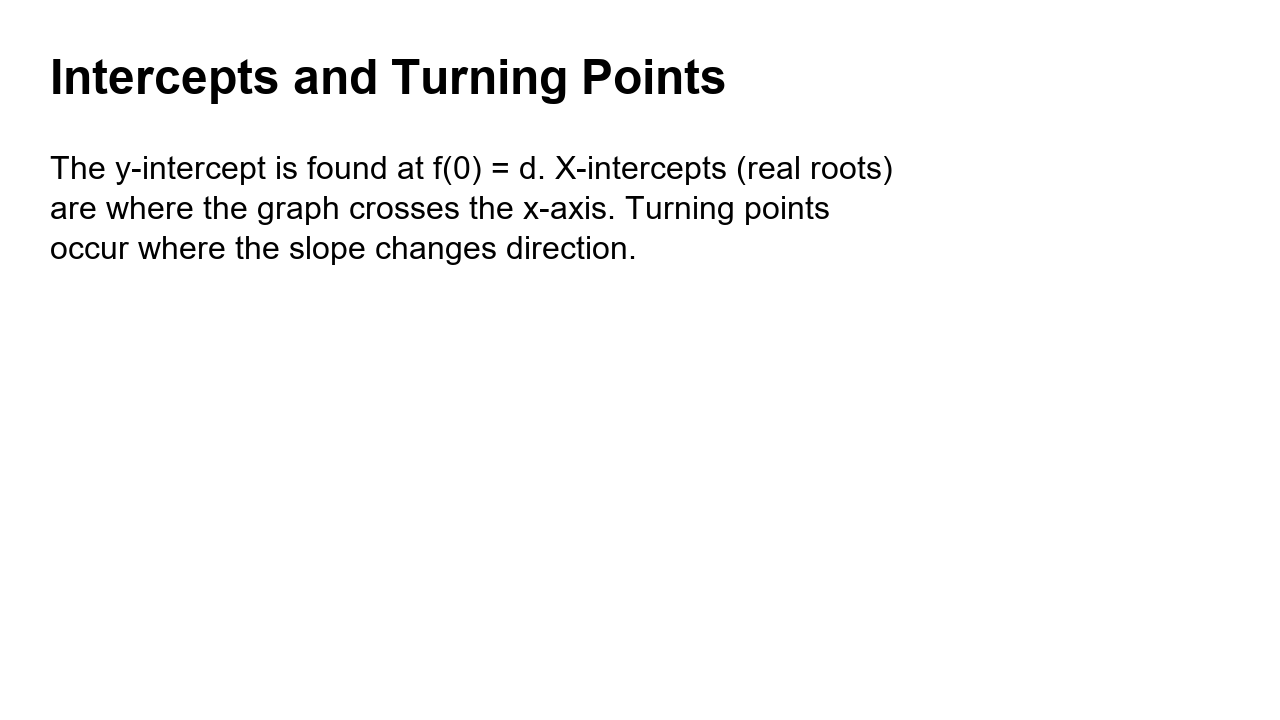 Intercepts and Turning Points
The y-intercept is found at f(0) = d. X-intercepts (real roots)
are where the graph crosses the x-axis. Turning points
occur where the slope changes direction.